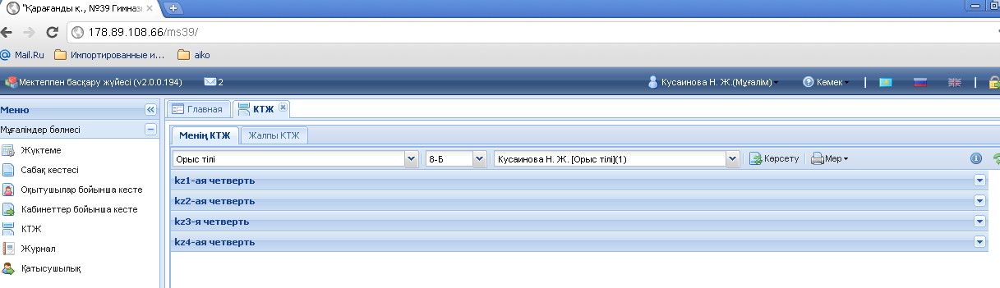 "Қарағанды қ., №39 Гимназ
178.89.108.66/ms39/
Mail.Ru Импортированные и... aiko
Мектеппен басқару жүйесі (v2.0.0.194) 2 Кусаинова Н. Ж.(Мұғалім) Көмек
Меню Главная КТЖ
Мұғалімдер бөлмесі Менің КТЖ Жалпы КТЖ
Жүктеме Орыс тілі 8-Б Кусаинова Н. Ж. [Орыс тілі](1) Көрсету Мөр
Сабақ кестесі kz1-ая четверть
Оқытушылар бойынша кесте kz2-ая четверть
Кабинеттер бойынша кесте kz3-я четверть
КТЖ kz4-ая четверть
Журнал
Қатысушылық